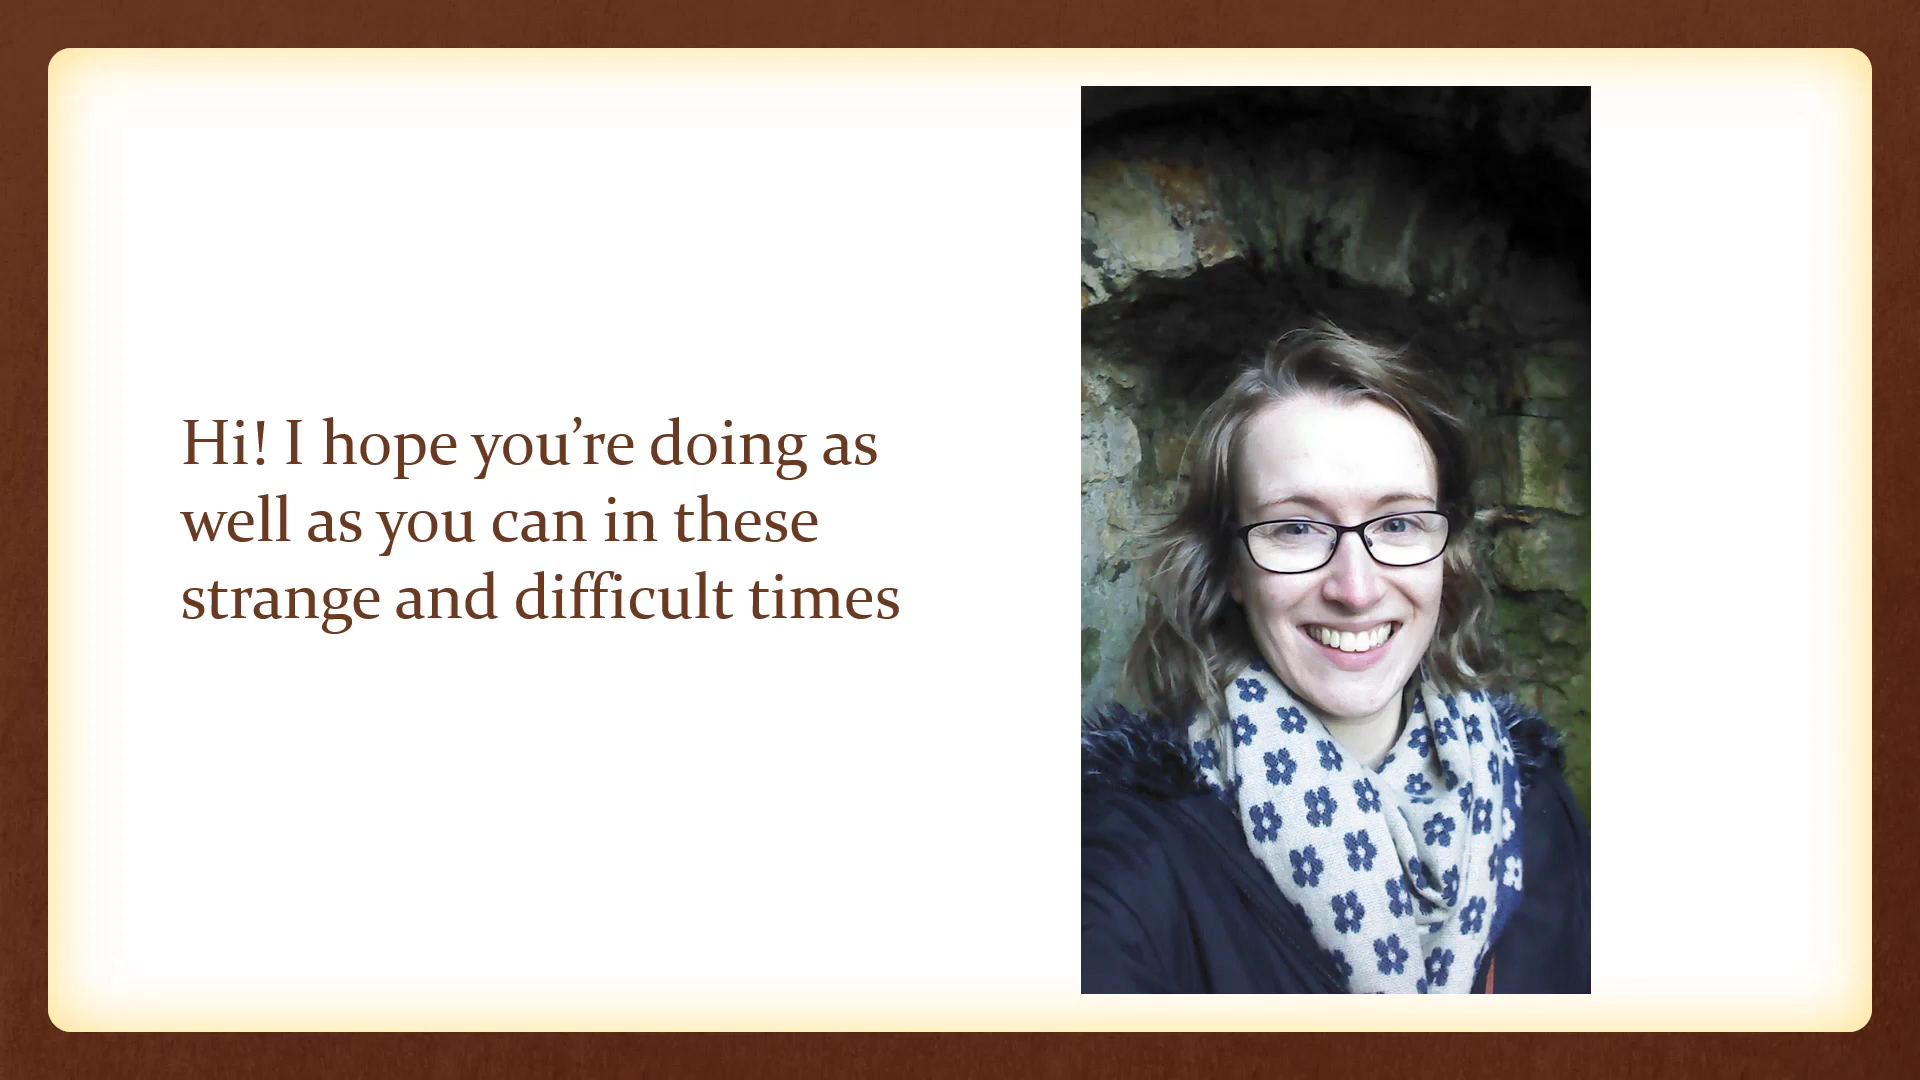 Hi! I hope you’re doing as
well as you can in these
strange and difficult times